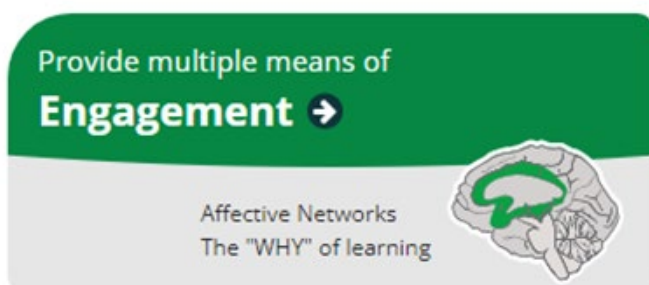 Provide multiple means of
Engagement
Affective Networks
The "WHY" of learning